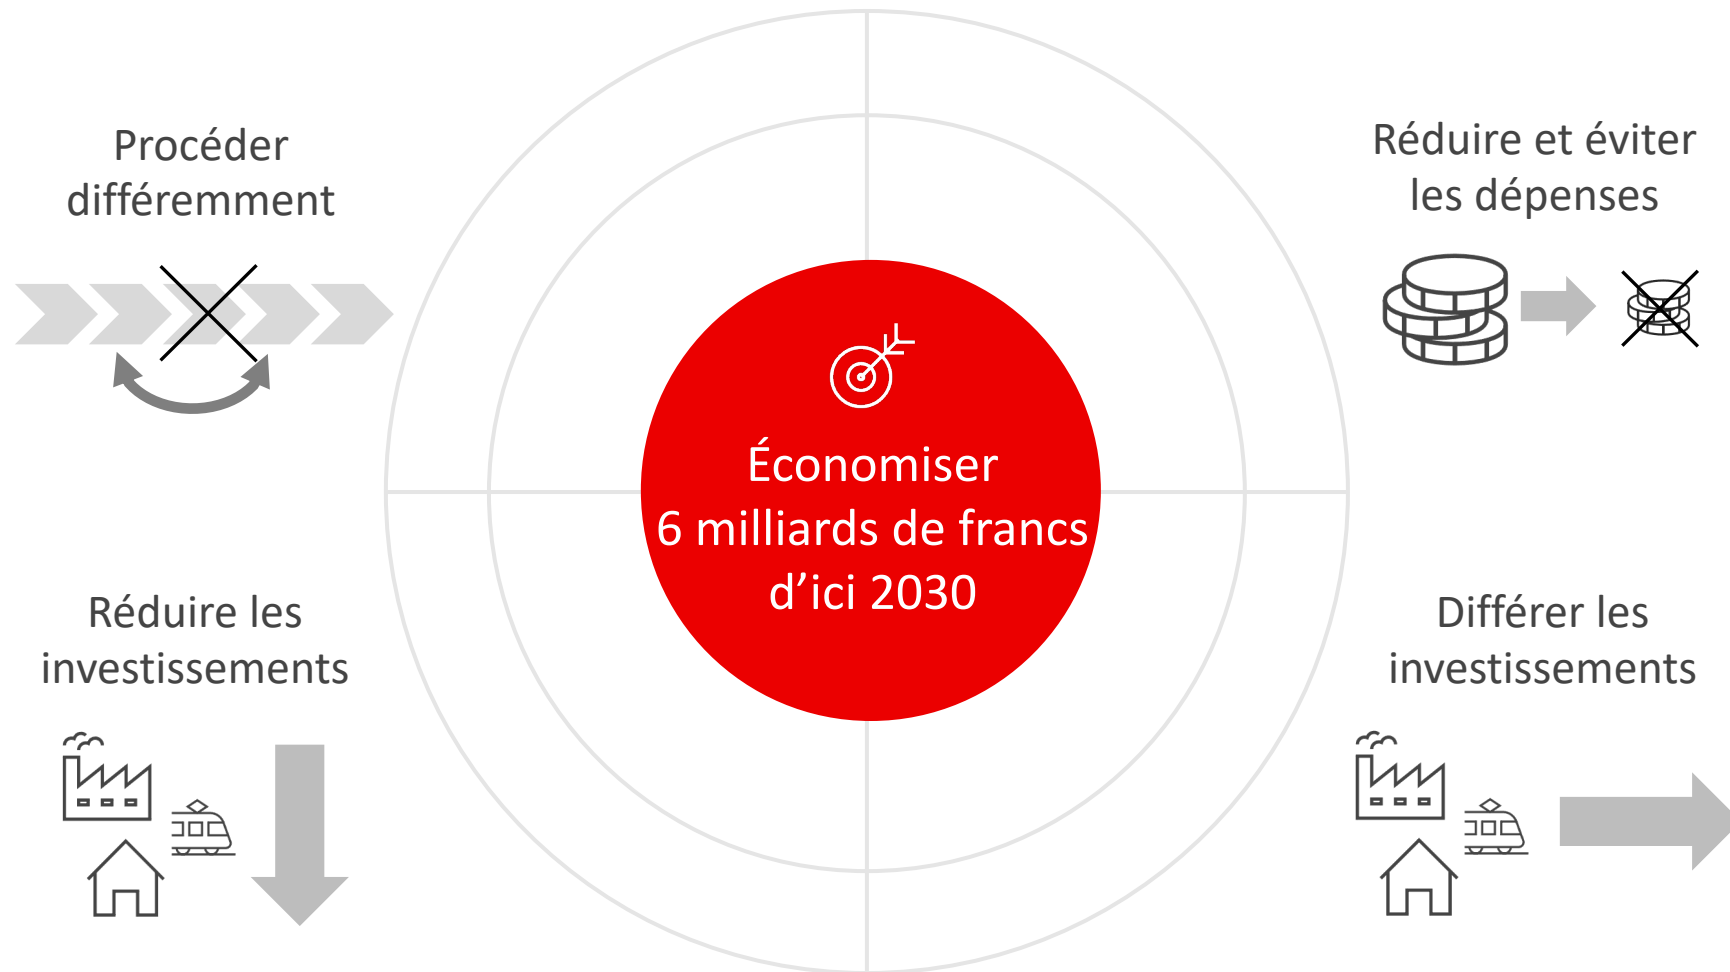 Procéder
différemment
Réduire et éviter
les dépenses
Économiser
6 milliards de francs
d’ici 2030
Réduire les
investissements
Différer les
investissements